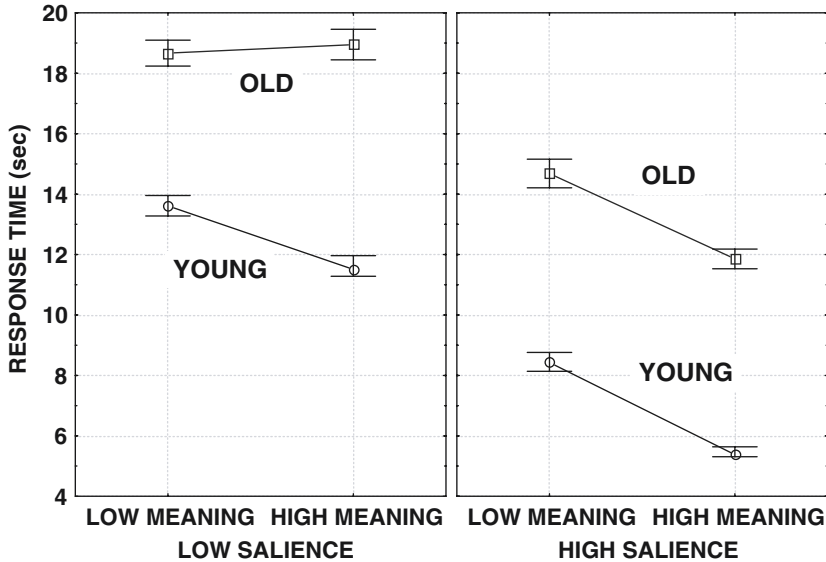 RESPONSE TIME (sec)
20
18
16
14
12
10
8
6
4
OLD
YOUNG
LOW MEANING HIGH MEANING
LOW SALIENCE
OLD
YOUNG
LOW MEANING HIGH MEANING
HIGH SALIENCE